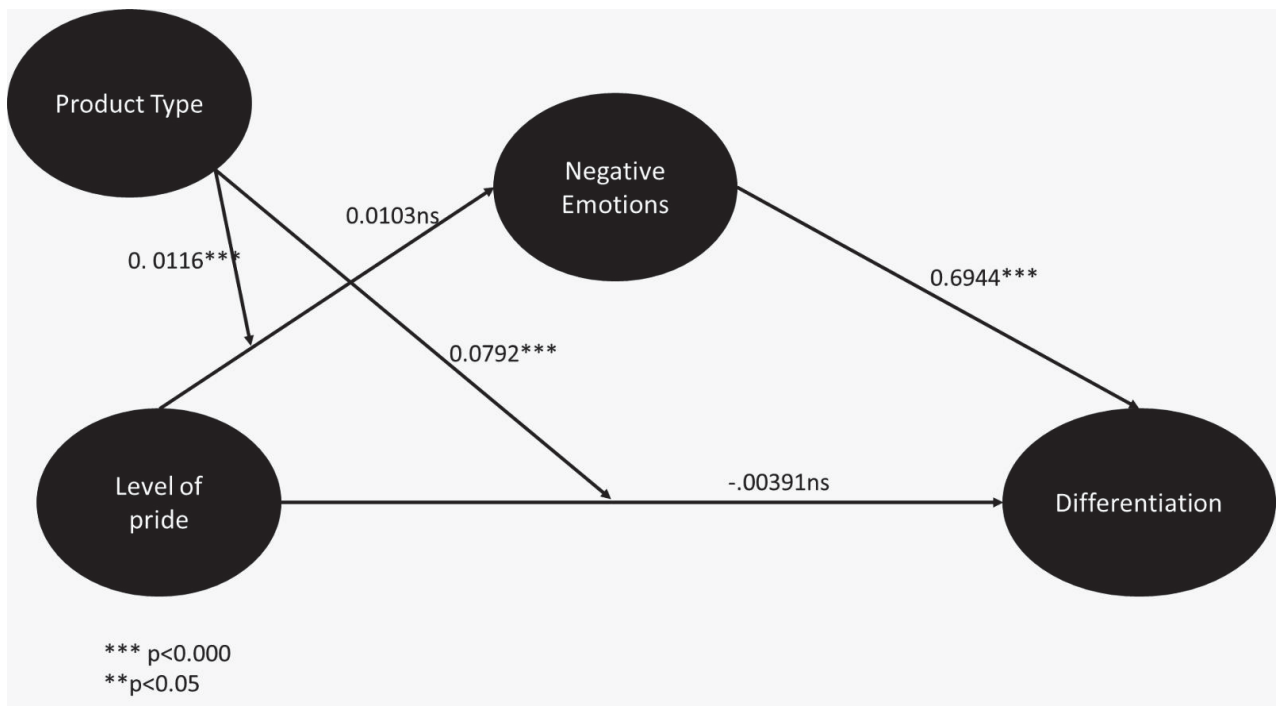 Product Type
Negative
Emotions
0.0103ns
0. 0116***
0.6944***
0.0792***
Level of
pride
-.00391ns
Differentiation
*** p<0.000
**p<0.05